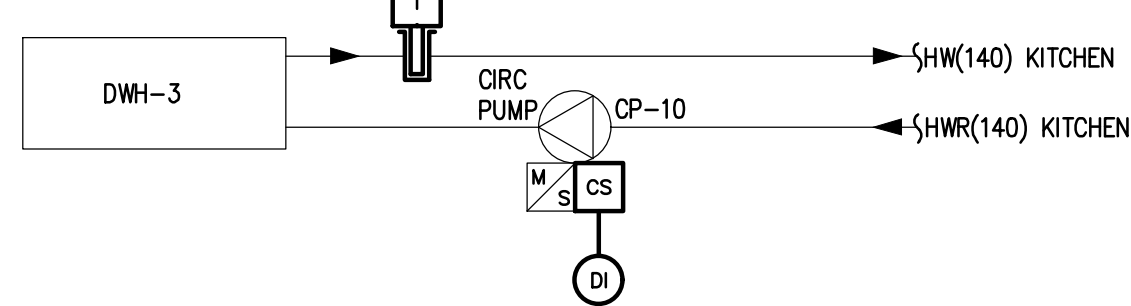 HW(140) KITCHEN
DWH-3
CIRC
PUMP
CP-10
HWR(140) KITCHEN
M
S
CS
DI